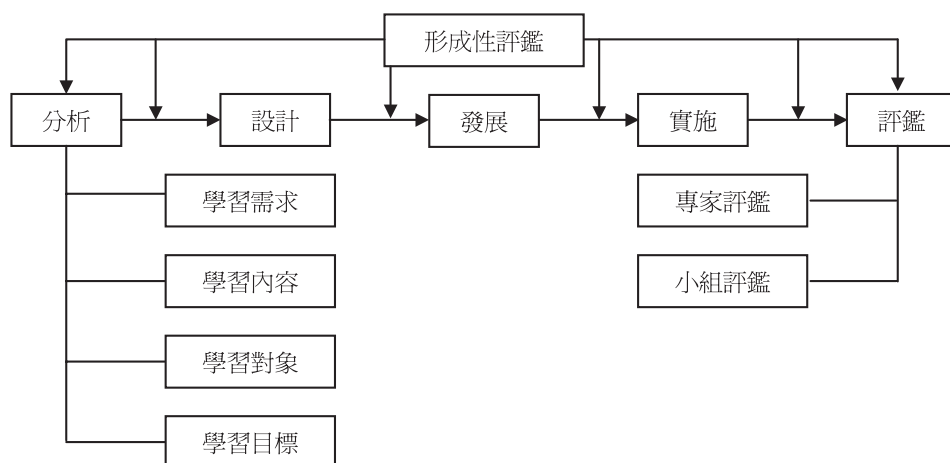 形成性評鑑
分析
設計
發展
實施
評鑑
學習需求
專家評鑑
學習內容
小組評鑑
學習對象
學習目標